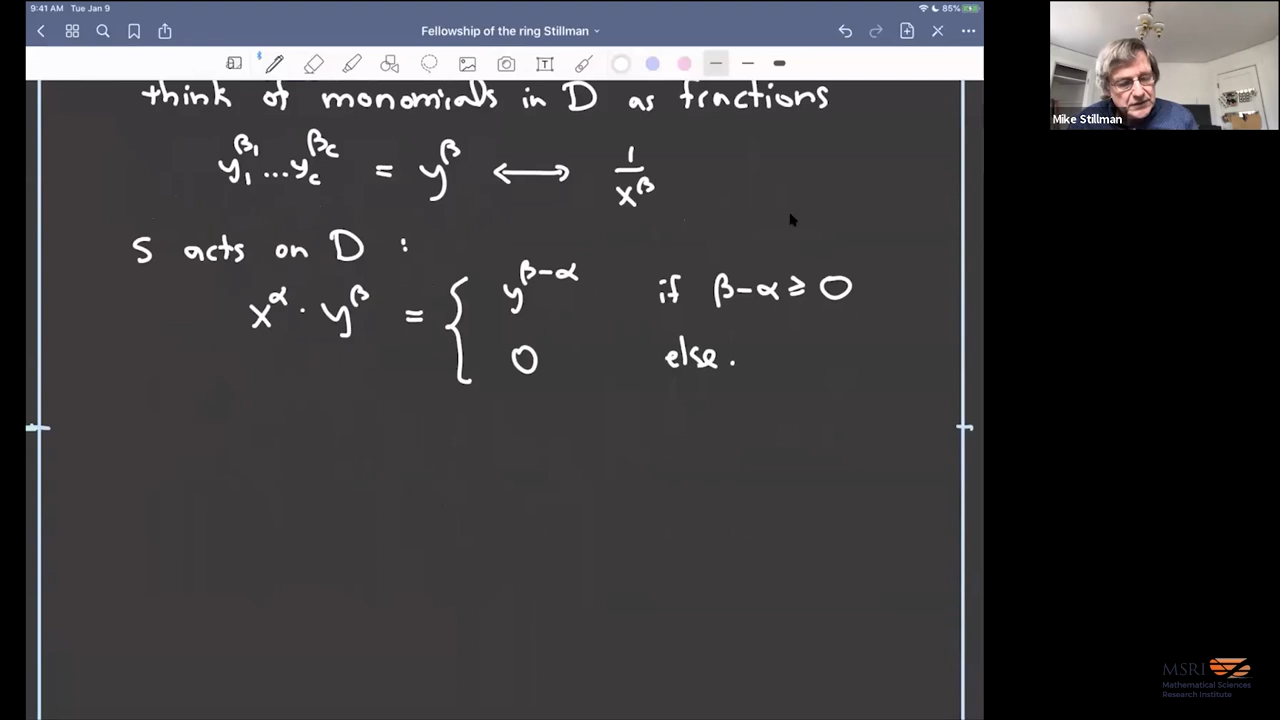 9:41 AM Tue Jan 9
85%
Fellowship of the ring Stillman
think of monomials in D as fractions
y₁^β₁ ... y_c^β_c = y^β ⟷ 1/x^β
S acts on D :
x^α · y^β = { y^(β-α) if β-α ≥ 0
0 else.
Mike Stillman
MSRI
Mathematical Sciences
Research Institute